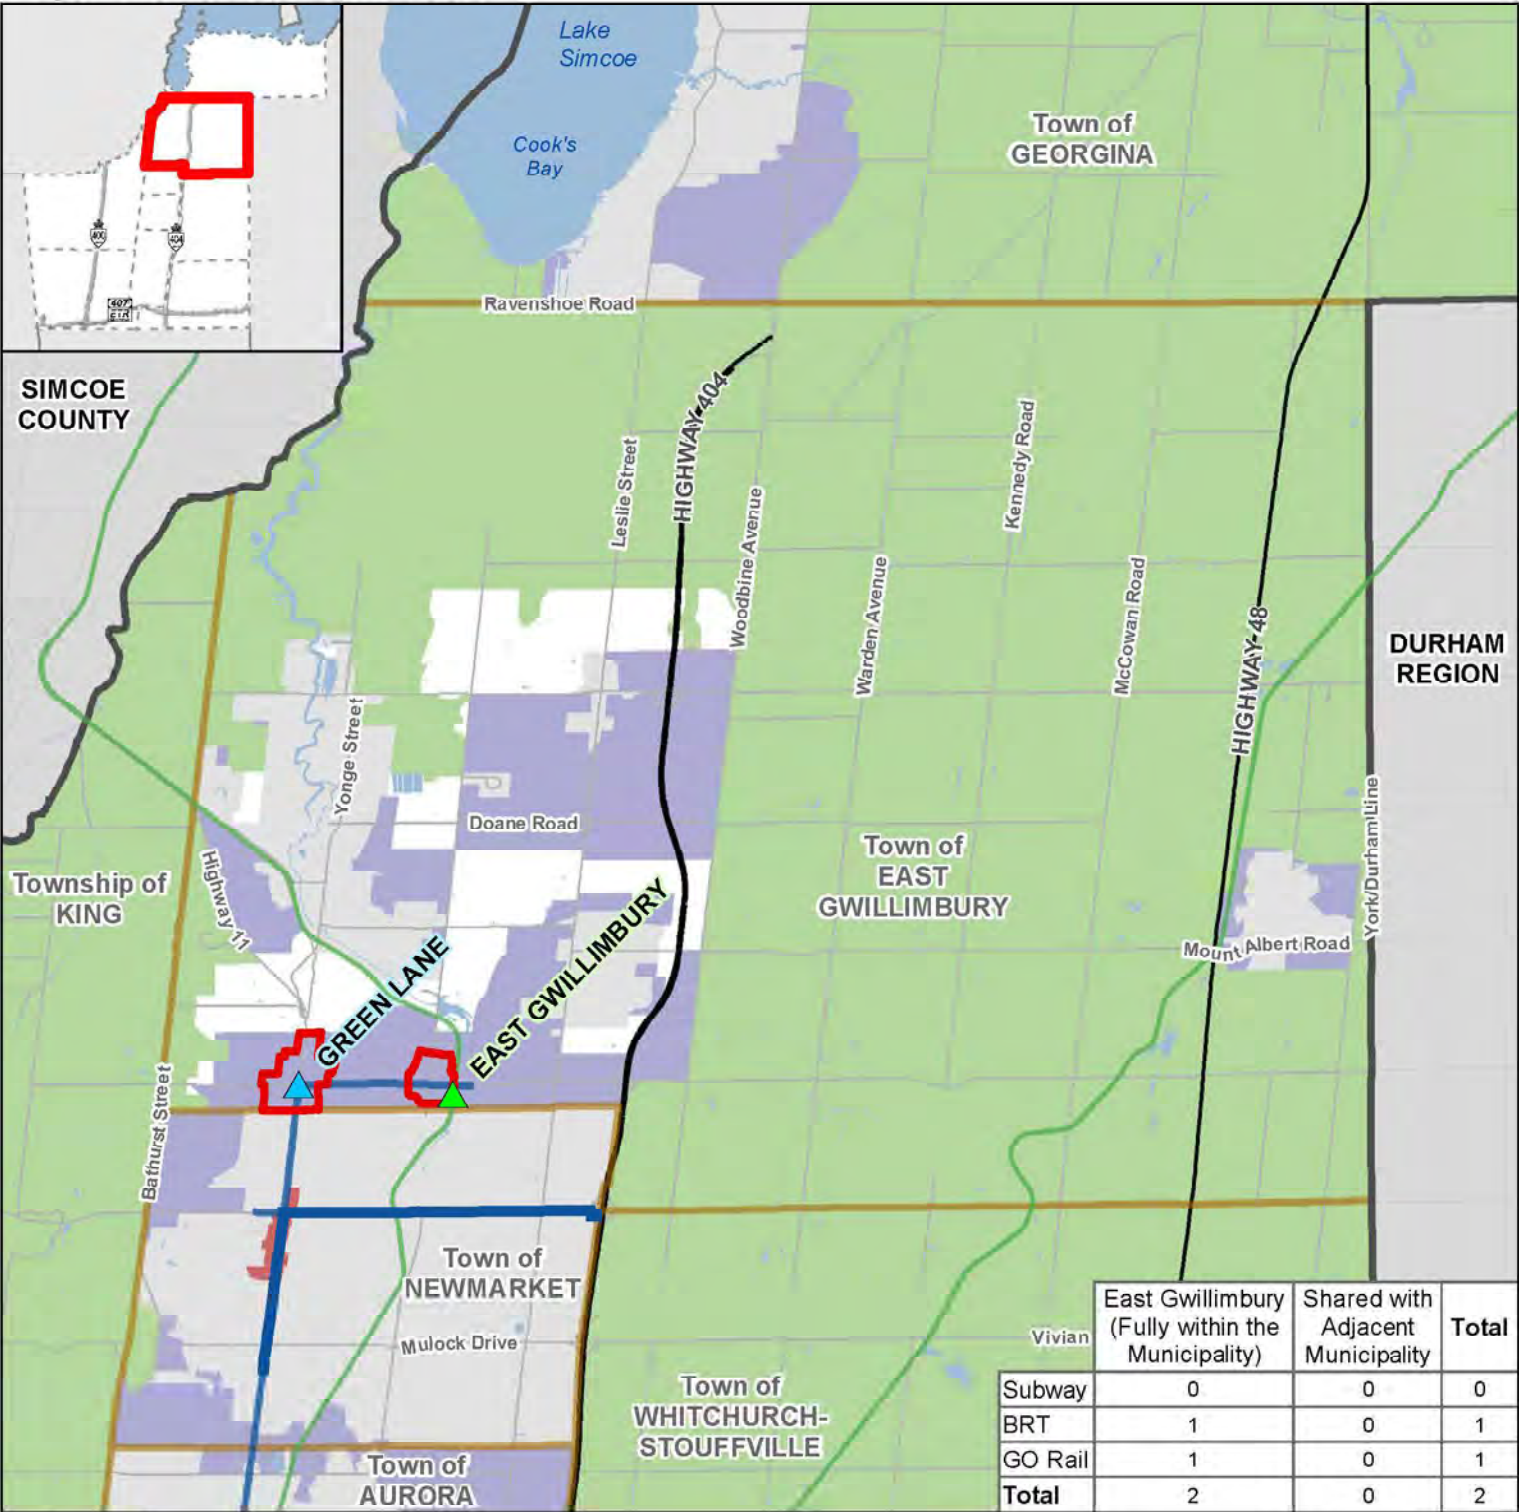 Lake
Simcoe
Cook's
Bay
Town of
GEORGINA
400
404
407
ETR
Ravenshoe Road
SIMCOE
COUNTY
HIGHWAY 404
Leslie Street
Kennedy Road
Woodbine Avenue
Warden Avenue
McCowan Road
HIGHWAY 48
DURHAM
REGION
Yonge Street
Doane Road
York/Durham Line
Town of
EAST
GWILLIMBURY
Township of
KING
Highway 11
Mount Albert Road
GREEN LANE
EAST GWILLIMBURY
Bathurst Street
Town of
NEWMARKET
Mulock Drive
Vivian
Town of
WHITCHURCH-
STOUFFVILLE
Town of
AURORA
East Gwillimbury
(Fully within the
Municipality)
Shared with
Adjacent
Municipality
Total
Subway 0 0 0
BRT 1 0 1
GO Rail 1 0 1
Total 2 0 2